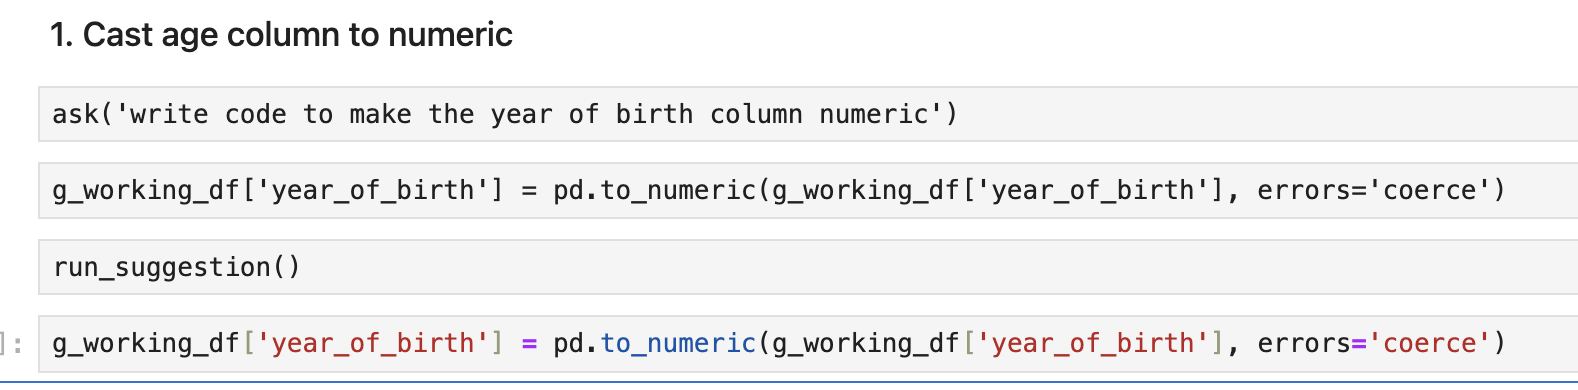 1. Cast age column to numeric
ask('write code to make the year of birth column numeric')
g_working_df['year_of_birth'] = pd.to_numeric(g_working_df['year_of_birth'], errors='coerce')
run_suggestion()
]: g_working_df['year_of_birth'] = pd.to_numeric(g_working_df['year_of_birth'], errors='coerce')